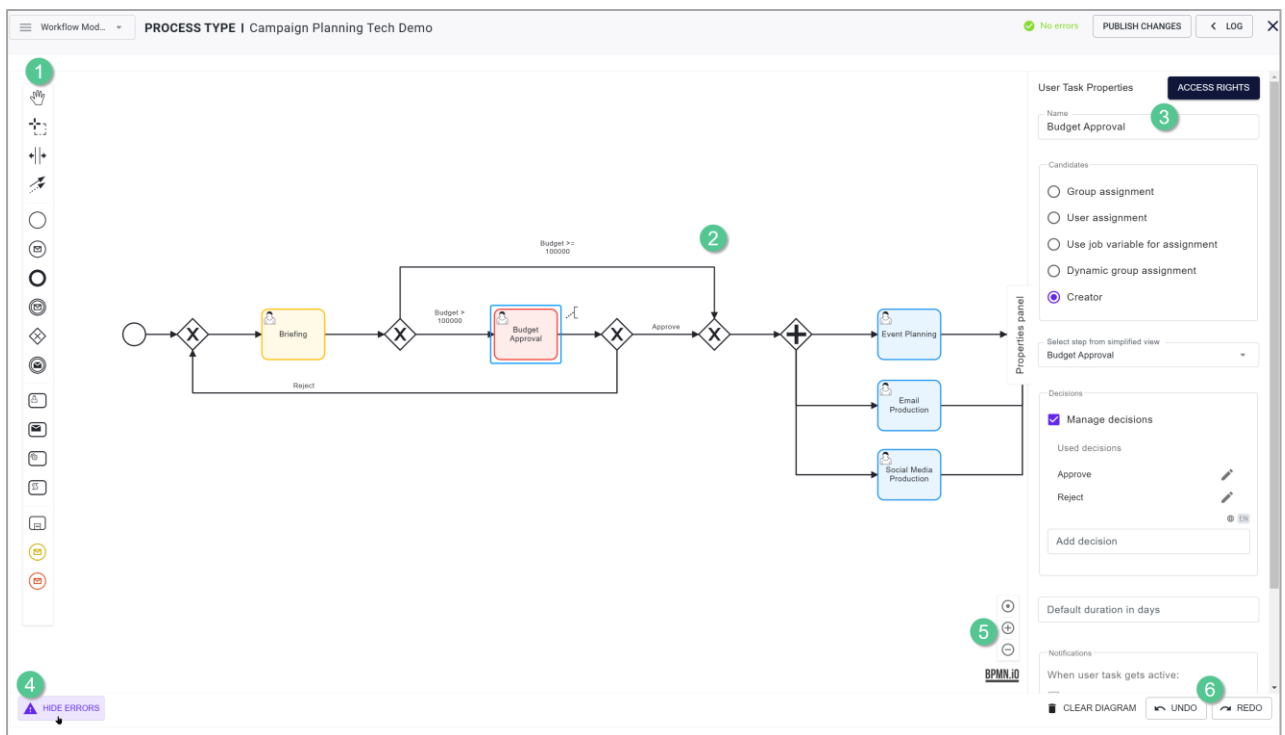 Workflow Mod...
PROCESS TYPE I Campaign Planning Tech Demo
No errors
PUBLISH CHANGES
LOG
1
User Task Properties
ACCESS RIGHTS
Name
Budget Approval
3
Candidates
Group assignment
User assignment
Use job variable for assignment
Dynamic group assignment
Creator
Budget >=
100000
2
Budget >
100000
Briefing
Budget
Approval
Approve
Reject
Event Planning
Email
Production
Social Media
Production
Properties panel
Select step from simplified view
Budget Approval
Decisions
Manage decisions
Used decisions
Approve
Reject
EN
Add decision
Default duration in days
5
BPMN.iO
Notifications
When user task gets active:
4
HIDE ERRORS
6
CLEAR DIAGRAM
UNDO
REDO